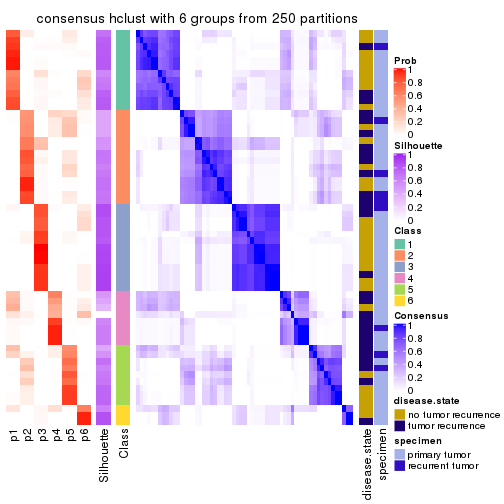 consensus hclust with 6 groups from 250 partitions
p1
p2
p3
p4
p5
p6
Silhouette
Class
disease.state
specimen
Prob
1
0.8
0.6
0.4
0.2
0
Silhouette
1
0.8
0.6
0.4
0.2
0
Class
1
2
3
4
5
6
Consensus
1
0.8
0.6
0.4
0.2
0
disease.state
no tumor recurrence
tumor recurrence
specimen
primary tumor
recurrent tumor